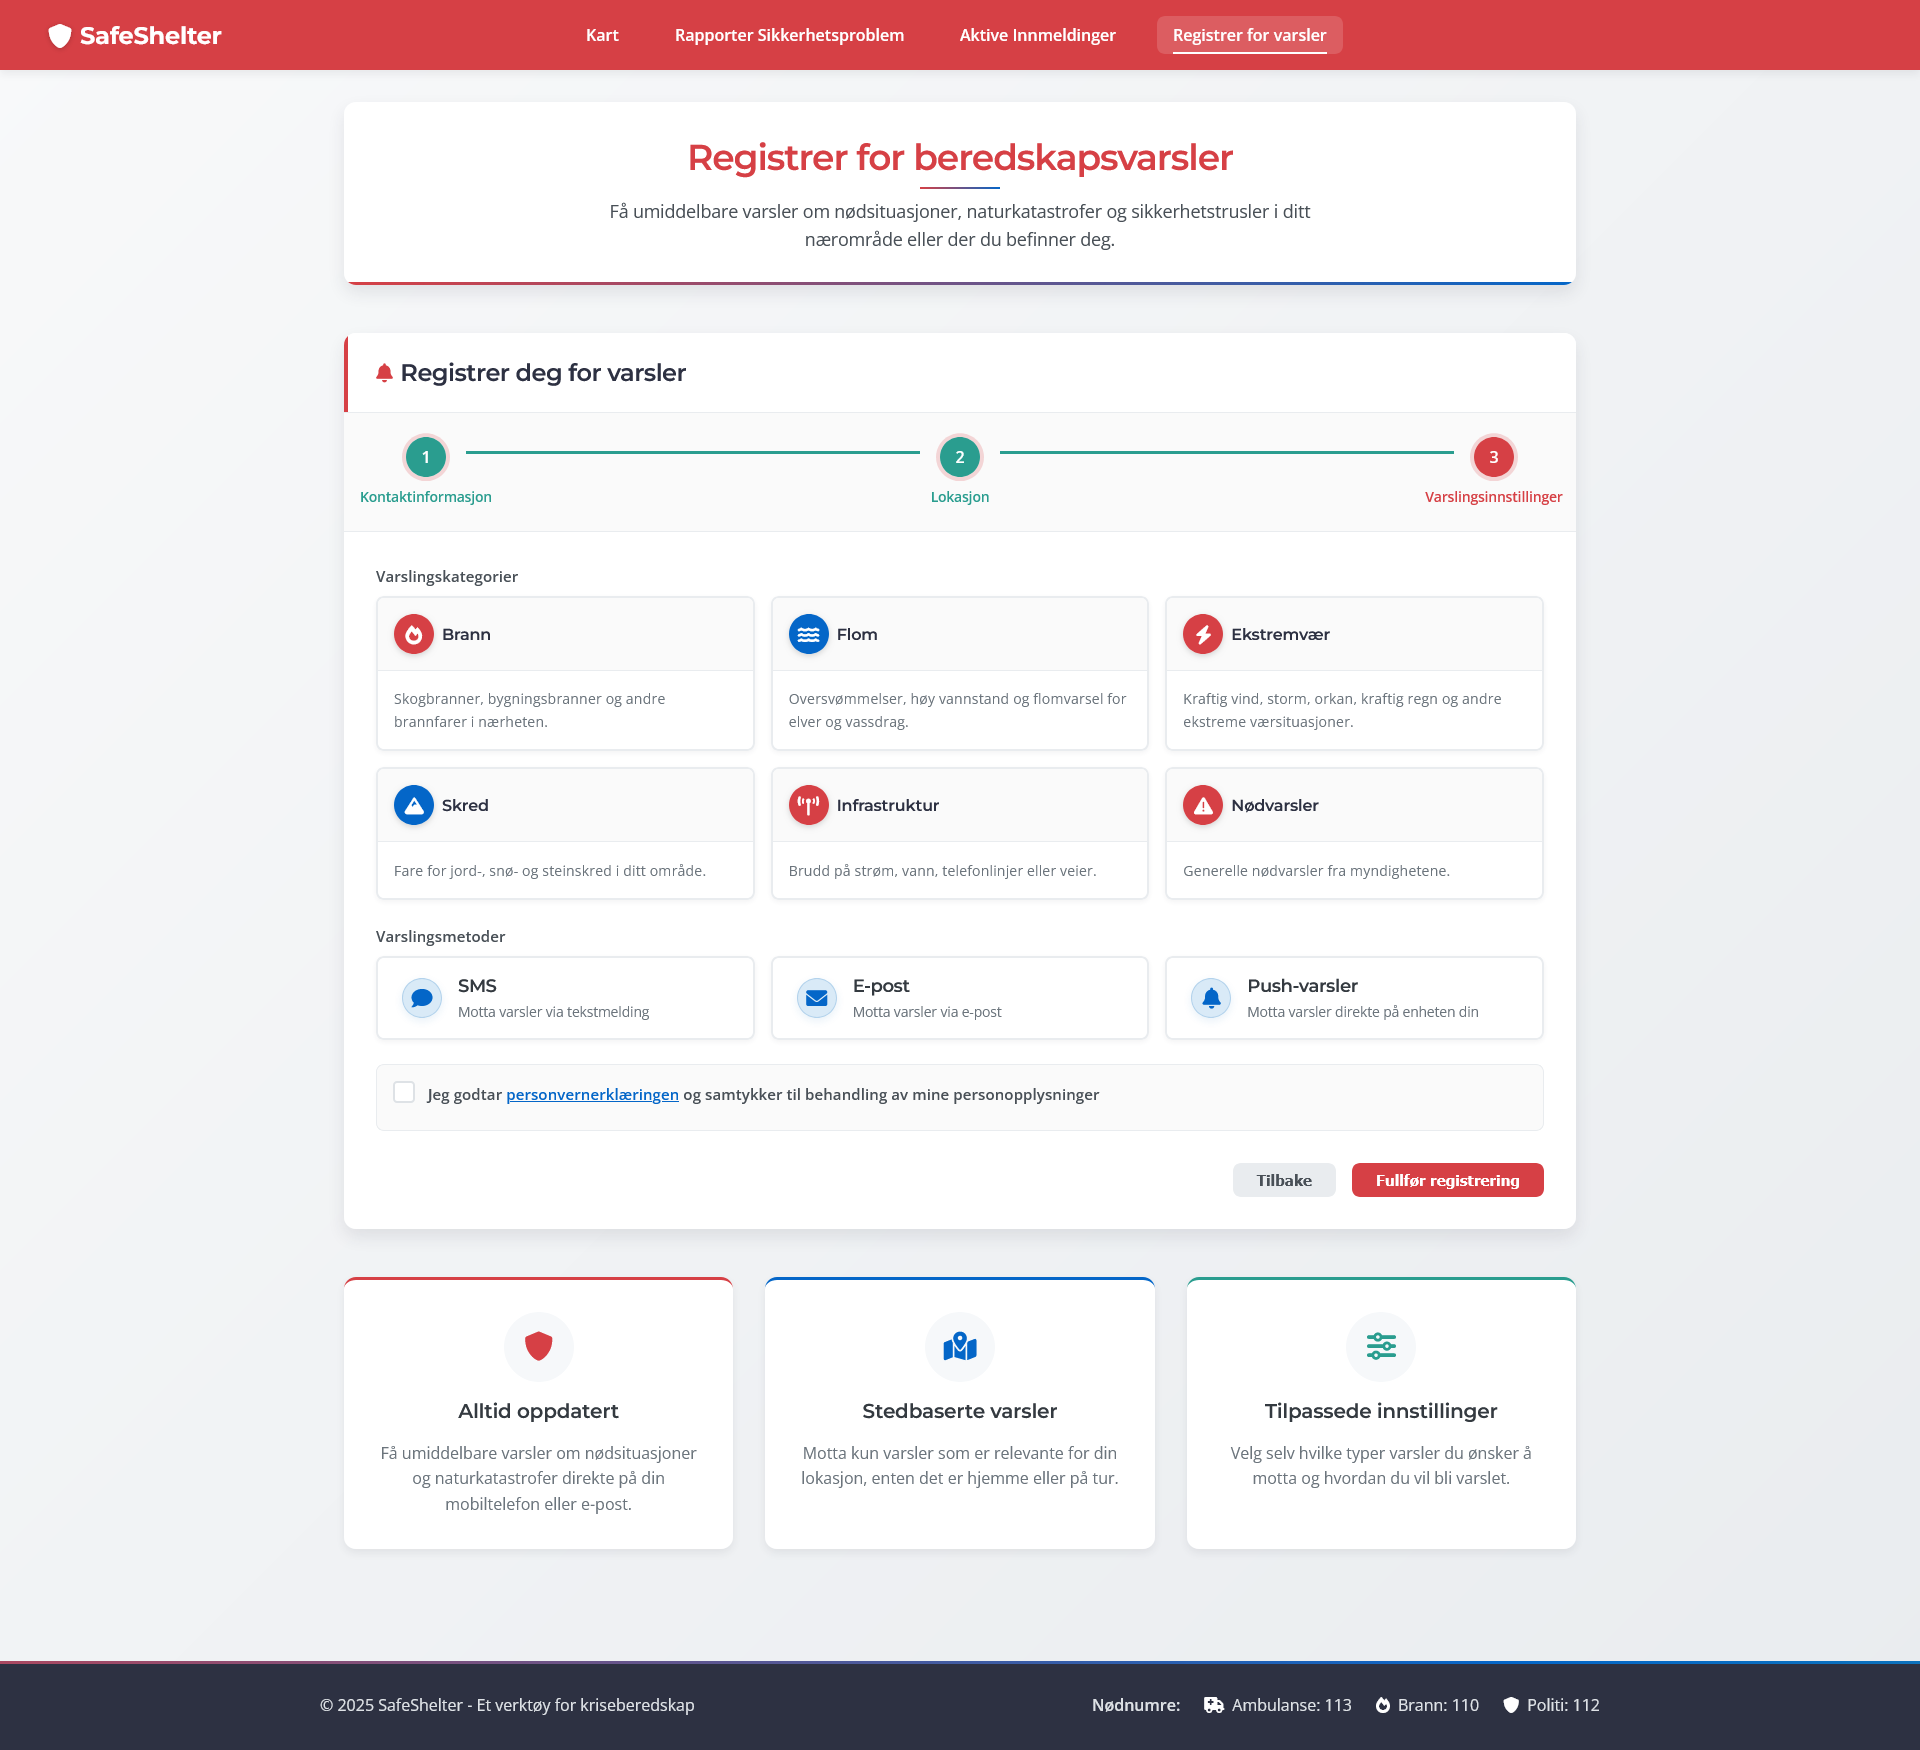 SafeShelter
Kart
Rapporter Sikkerhetsproblem
Aktive Innmeldinger
Registrer for varsler
Registrer for beredskapsvarsler
Få umiddelbare varsler om nødsituasjoner, naturkatastrofer og sikkerhetstrusler i ditt
nærområde eller der du befinner deg.
Registrer deg for varsler
1
2
3
Kontaktinformasjon
Lokasjon
Varslingsinnstillinger
Varslingskategorier
Brann
Skogbranner, bygningsbranner og andre
brannfarer i nærheten.
Flom
Oversvømmelser, høy vannstand og flomvarsel for
elver og vassdrag.
Ekstremvær
Kraftig vind, storm, orkan, kraftig regn og andre
ekstreme værsituasjoner.
Skred
Fare for jord-, snø- og steinskred i ditt område.
Infrastruktur
Brudd på strøm, vann, telefonlinjer eller veier.
Nødvarsler
Generelle nødvarsler fra myndighetene.
Varslingsmetoder
SMS
Motta varsler via tekstmelding
E-post
Motta varsler via e-post
Push-varsler
Motta varsler direkte på enheten din
Jeg godtar personvernerklæringen og samtykker til behandling av mine personopplysninger
Tilbake
Fullfør registrering
Alltid oppdatert
Få umiddelbare varsler om nødsituasjoner
og naturkatastrofer direkte på din
mobiltelefon eller e-post.
Stedbaserte varsler
Motta kun varsler som er relevante for din
lokasjon, enten det er hjemme eller på tur.
Tilpassede innstillinger
Velg selv hvilke typer varsler du ønsker å
motta og hvordan du vil bli varslet.
© 2025 SafeShelter - Et verktøy for kriseberedskap
Nødnumre:
Ambulanse: 113
Brann: 110
Politi: 112